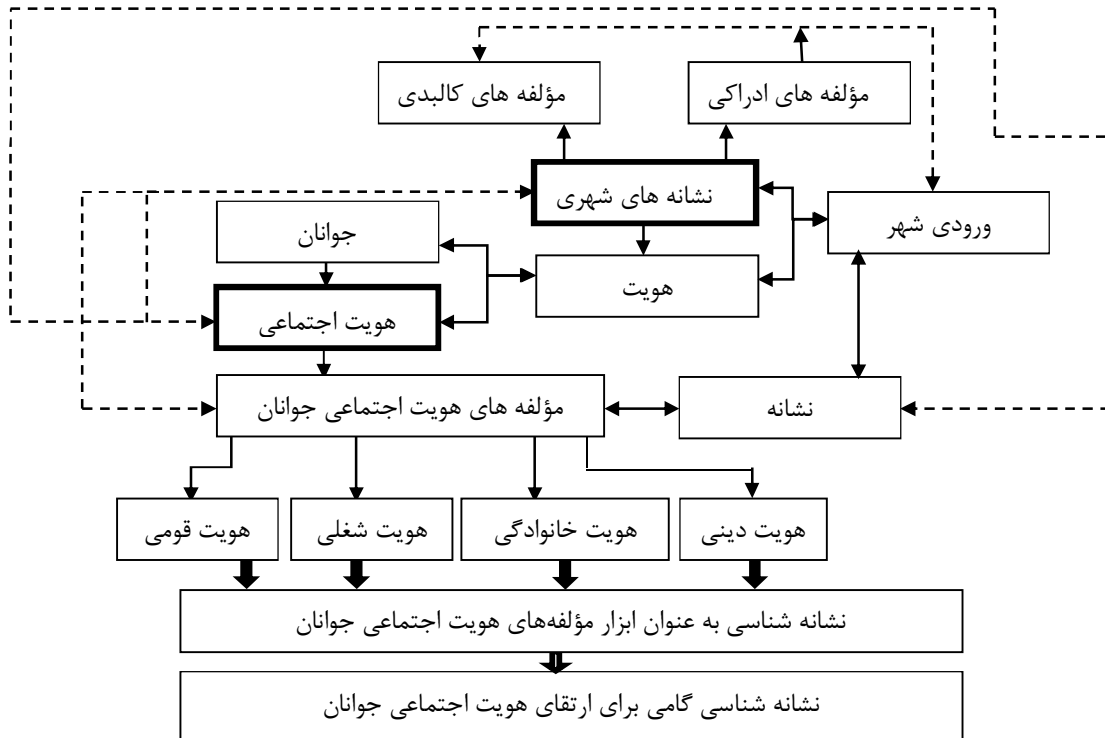 مؤلفه های ادراکی
مؤلفه های کالبدی
نشانه های شهری
ورودی شهر
جوانان
هویت
هویت اجتماعی
مؤلفه های هویت اجتماعی جوانان
نشانه
هویت دینی
هویت خانوادگی
هویت شغلی
هویت قومی
نشانه شناسی به عنوان ابزار مؤلفه‌های هویت اجتماعی جوانان
نشانه شناسی گامی برای ارتقای هویت اجتماعی جوانان